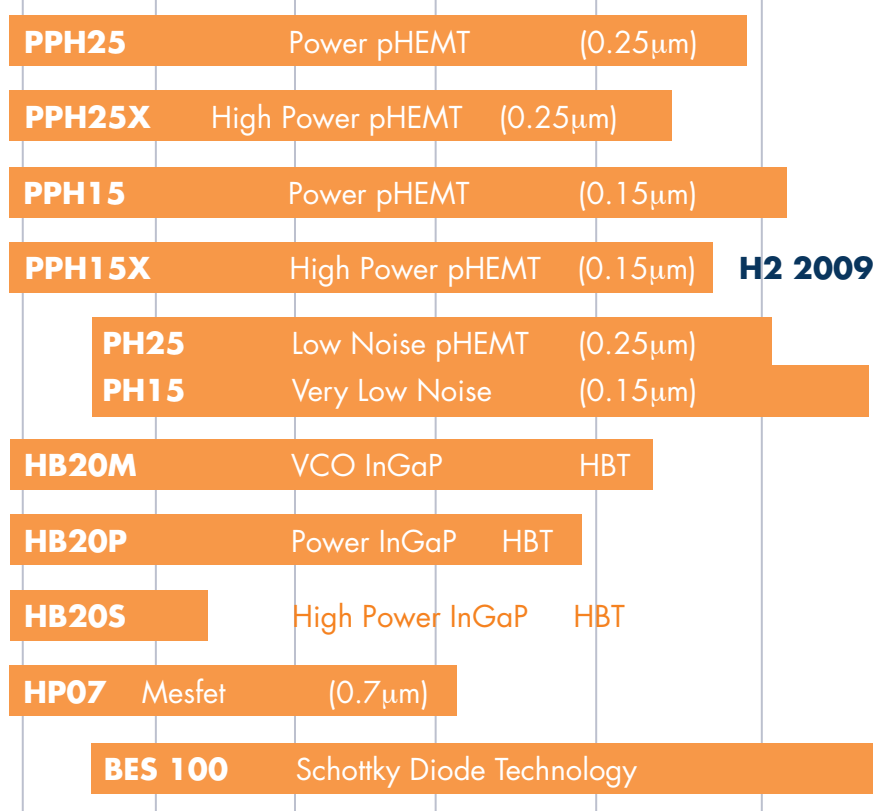 PPH25 Power pHEMT (0.25µm)
PPH25X High Power pHEMT (0.25µm)
PPH15 Power pHEMT (0.15µm)
PPH15X High Power pHEMT (0.15µm) H2 2009
PH25 Low Noise pHEMT (0.25µm)
PH15 Very Low Noise (0.15µm)
HB20M VCO InGaP HBT
HB20P Power InGaP HBT
HB20S High Power InGaP HBT
HP07 Mesfet (0.7µm)
BES 100 Schottky Diode Technology